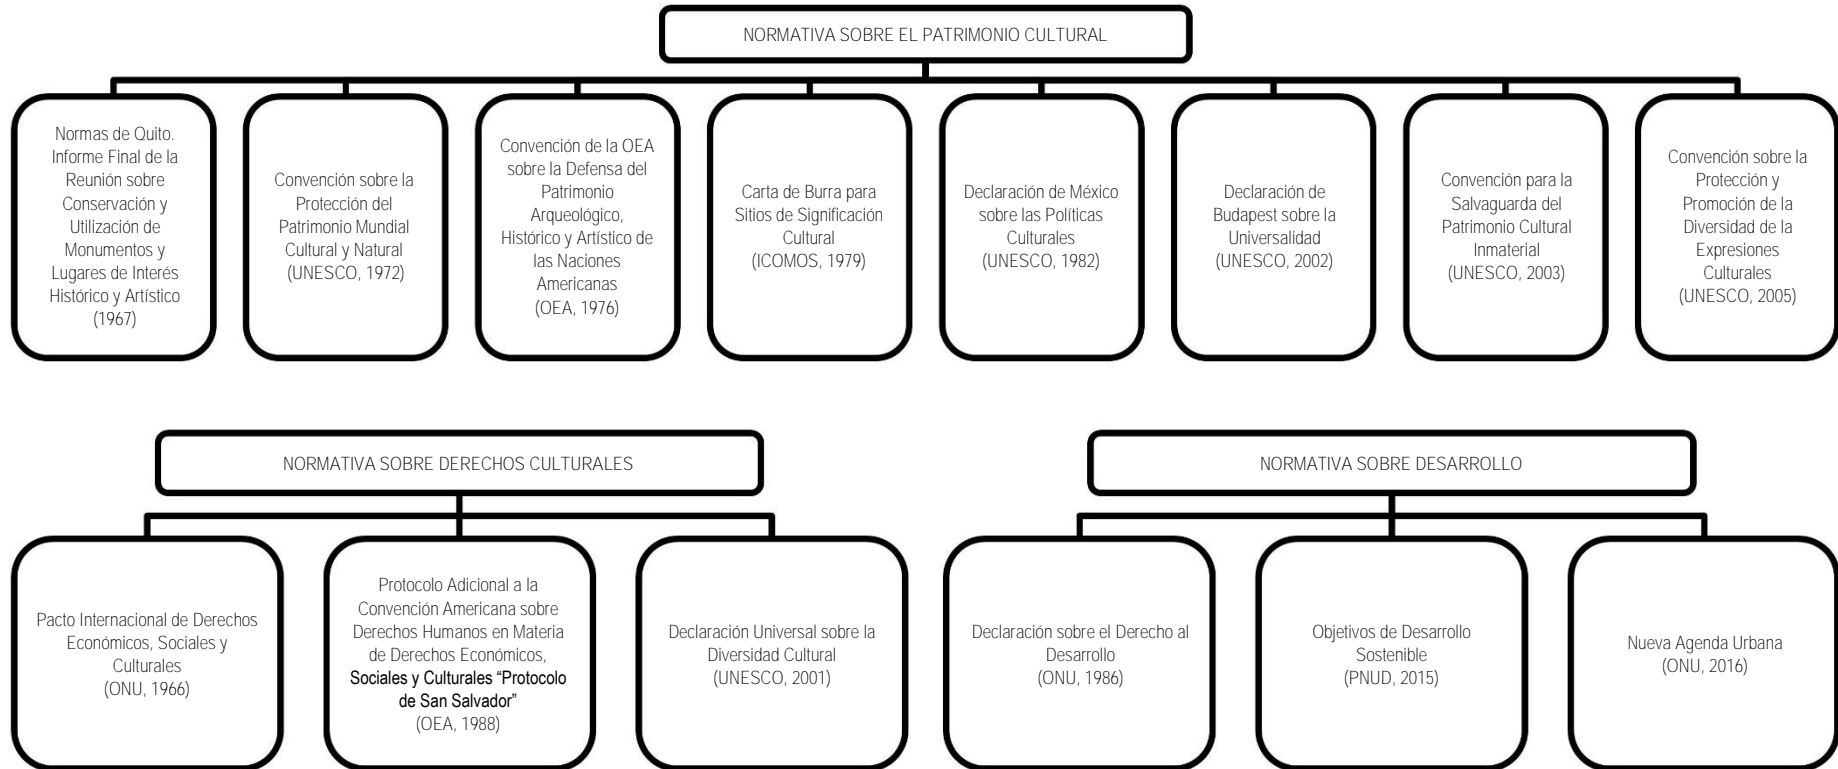 NORMATIVA SOBRE EL PATRIMONIO CULTURAL
Normas de Quito.
Informe Final de la
Reunión sobre
Conservación y
Utilización de
Monumentos y
Lugares de Interés
Histórico y Artístico
(1967)
Convención sobre la
Protección del
Patrimonio Mundial
Cultural y Natural
(UNESCO, 1972)
Convención de la OEA
sobre la Defensa del
Patrimonio
Arqueológico,
Histórico y Artístico de
las Naciones
Americanas
(OEA, 1976)
Carta de Burra para
Sitios de Significación
Cultural
(ICOMOS, 1979)
Declaración de México
sobre las Políticas
Culturales
(UNESCO, 1982)
Declaración de
Budapest sobre la
Universalidad
(UNESCO, 2002)
Convención para la
Salvaguarda del
Patrimonio Cultural
Inmaterial
(UNESCO, 2003)
Convención sobre la
Protección y
Promoción de la
Diversidad de la
Expresiones
Culturales
(UNESCO, 2005)
NORMATIVA SOBRE DERECHOS CULTURALES
Pacto Internacional de Derechos
Económicos, Sociales y
Culturales
(ONU, 1966)
Protocolo Adicional a la
Convención Americana sobre
Derechos Humanos en Materia
de Derechos Económicos,
Sociales y Culturales “Protocolo
de San Salvador”
(OEA, 1988)
Declaración Universal sobre la
Diversidad Cultural
(UNESCO, 2001)
NORMATIVA SOBRE DESARROLLO
Declaración sobre el Derecho al
Desarrollo
(ONU, 1986)
Objetivos de Desarrollo
Sostenible
(PNUD, 2015)
Nueva Agenda Urbana
(ONU, 2016)